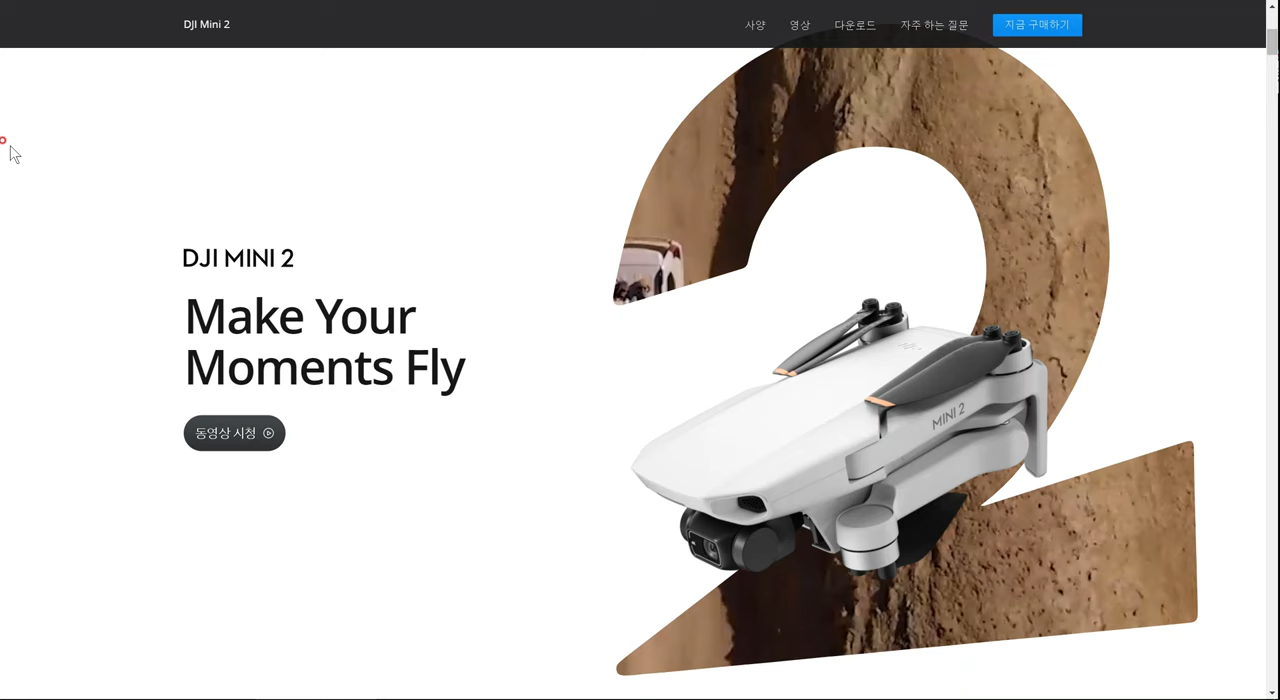 DJI Mini 2
사양
영상
다운로드
자주 하는 질문
지금 구매하기
DJI MINI 2
Make Your
Moments Fly
동영상 시청
MINI 2